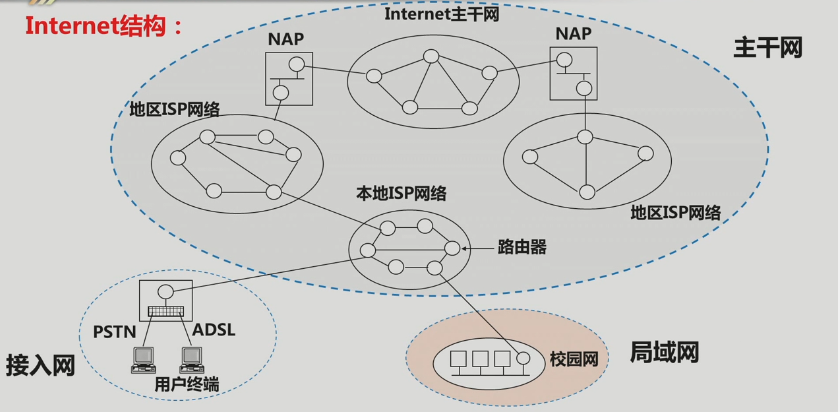 Internet结构：
Internet主干网
NAP
NAP
主干网
地区ISP网络
本地ISP网络
地区ISP网络
路由器
PSTN
ADSL
接入网
用户终端
校园网
局域网